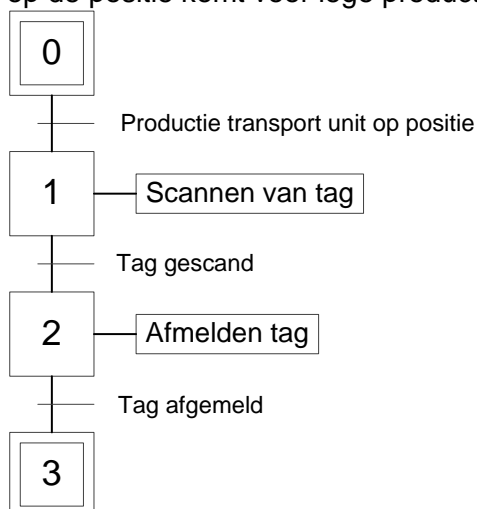 op de positie komt voor lege produc
0
Productie transport unit op positie
1 Scannen van tag
Tag gescand
2 Afmelden tag
Tag afgemeld
3